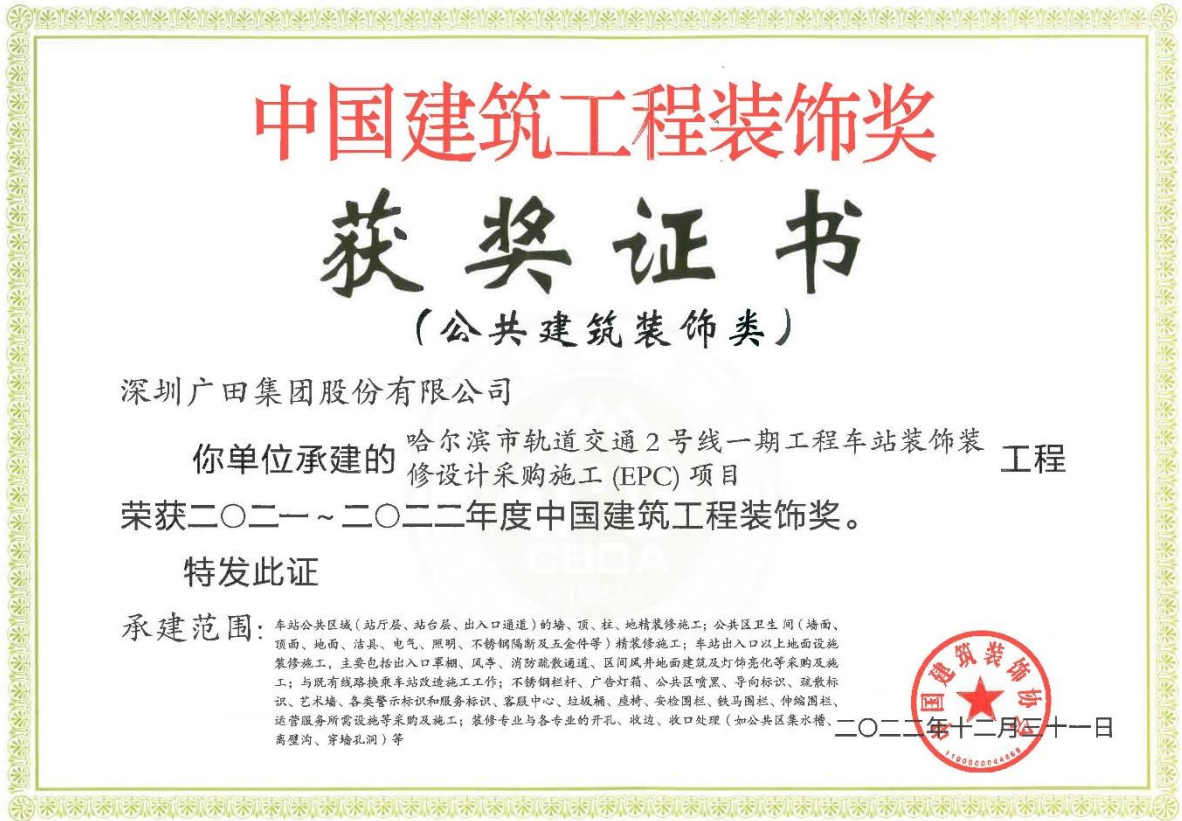 中国建筑工程装饰奖
获奖证书
（公共建筑装饰类）
深圳广田集团股份有限公司
你单位承建的 哈尔滨市轨道交通2号线一期工程车站装饰装
修设计采购施工(EPC)项目 工程
荣获二〇二一~二〇二二年度中国建筑工程装饰奖。
CBDA
特发此证
承建范围：车站公共区域（站厅层、站台层、出入口通道）的墙、顶、柱、地精装修施工；公共区卫生间（墙面、
顶面、地面、洁具、电气、照明、不锈钢隔断及五金件等）精装修施工；车站出入口以上地面设施
装修施工，主要包括出入口罩棚、风亭、消防疏散通道、区间风井地面建筑及灯饰亮化等采购及施
工；与既有线路换乘车站改造施工工作；不锈钢栏杆、广告灯箱、公共区喷黑、导向标识、疏散标
识、艺术墙、各类警示标识和服务标识、客服中心、垃圾桶、座椅、安检围栏、铁马围栏、伸缩围栏、
运营服务所需设施等采购及施工；装修专业与各专业的开孔、收边、收口处理（如公共区集水槽、
离壁沟、穿墙孔洞）等
中国建筑装饰协会
二〇二二年十二月三十一日
1100000044869